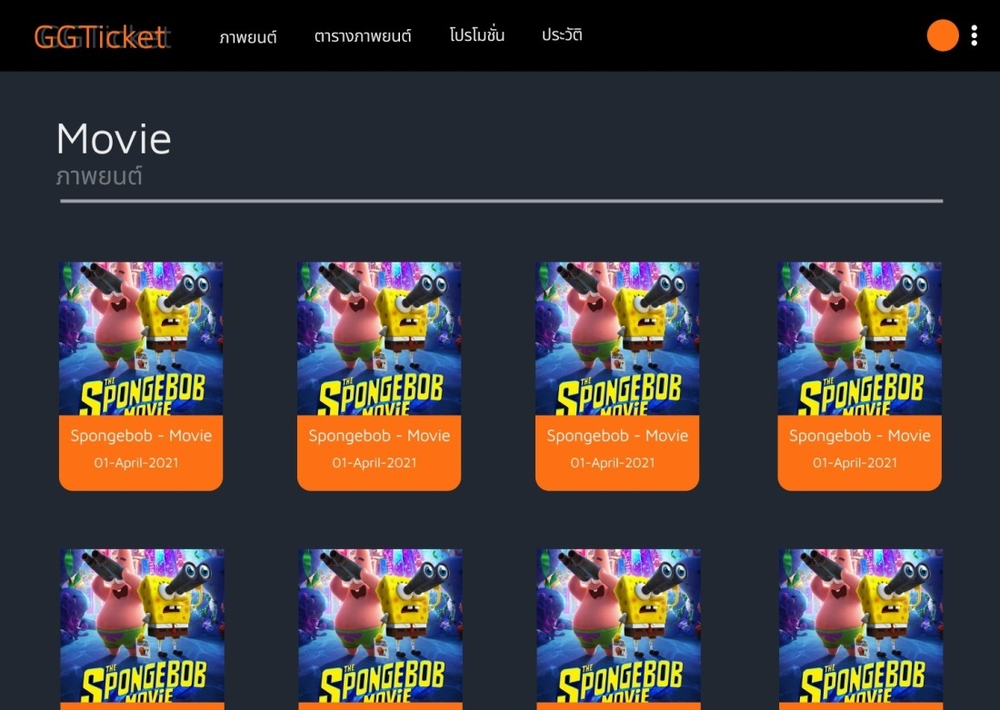 GGTicket
ภาพยนต์
ตารางภาพยนต์
โปรโมชั่น
ประวัติ
Movie
ภาพยนต์
THE
SPONGEBOB
MOVIE
THE
SPONGEBOB
MOVIE
THE
SPONGEBOB
MOVIE
THE
SPONGEBOB
MOVIE
Spongebob - Movie
Spongebob - Movie
Spongebob - Movie
Spongebob - Movie
01-April-2021
01-April-2021
01-April-2021
01-April-2021
THE
SPONGEBOB
MOVIE
THE
SPONGEBOB
MOVIE
THE
SPONGEBOB
MOVIE
THE
SPONGEBOB
MOVIE